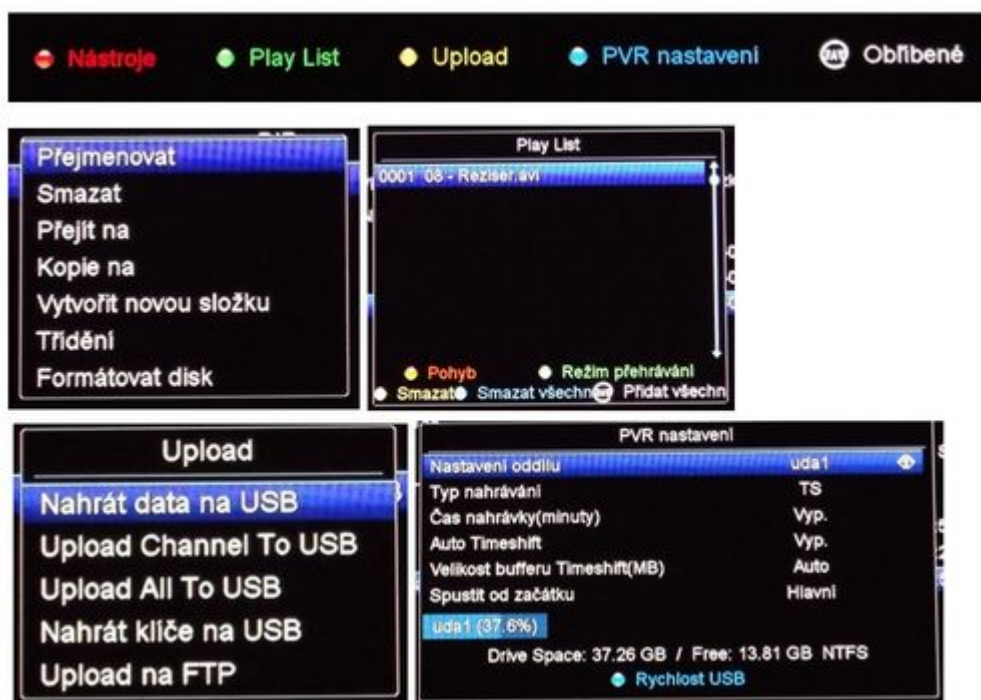 Nástroje Play List Upload PVR nastavení FAV Oblíbené
Přejmenovat
Smazat
Přejít na
Kopie na
Vytvořit novou složku
Třídění
Formátovat disk
Play List
0001 08 - Reziser.avi
Pohyb Režim přehrávání
Smazat Smazat všechn Přidat všechn
Upload
Nahrát data na USB
Upload Channel To USB
Upload All To USB
Nahrát klíče na USB
Upload na FTP
PVR nastavení
Nastavení oddílu uda1
Typ nahrávání TS
Čas nahrávky(minuty) Vyp.
Auto Timeshift Vyp.
Velikost bufferu Timeshift(MB) Auto
Spustit od začátku Hlavní
uda1 (37.6%)
Drive Space: 37.26 GB / Free: 13.81 GB NTFS
Rychlost USB